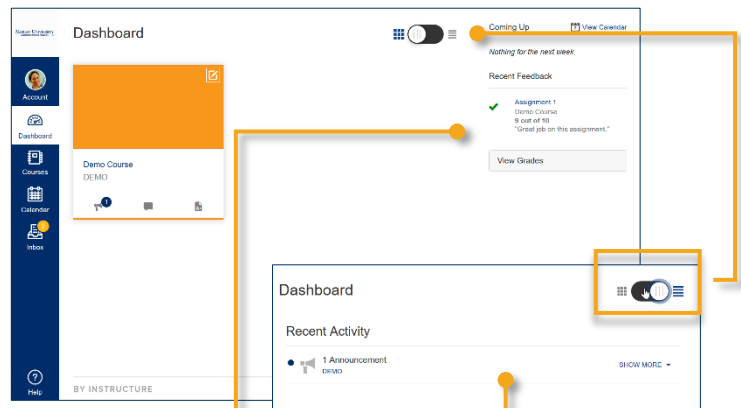 Dashboard
Coming Up
View Calendar
Nothing for the next week
Recent Feedback
Assignment 1
Demo Course
9 out of 10
"Great job on this assignment."
View Grades
Account
Dashboard
Courses
Calendar
Inbox
Help
Demo Course
DEMO
1
BY INSTRUCTURE
Dashboard
Recent Activity
1 Announcement
DEMO
SHOW MORE